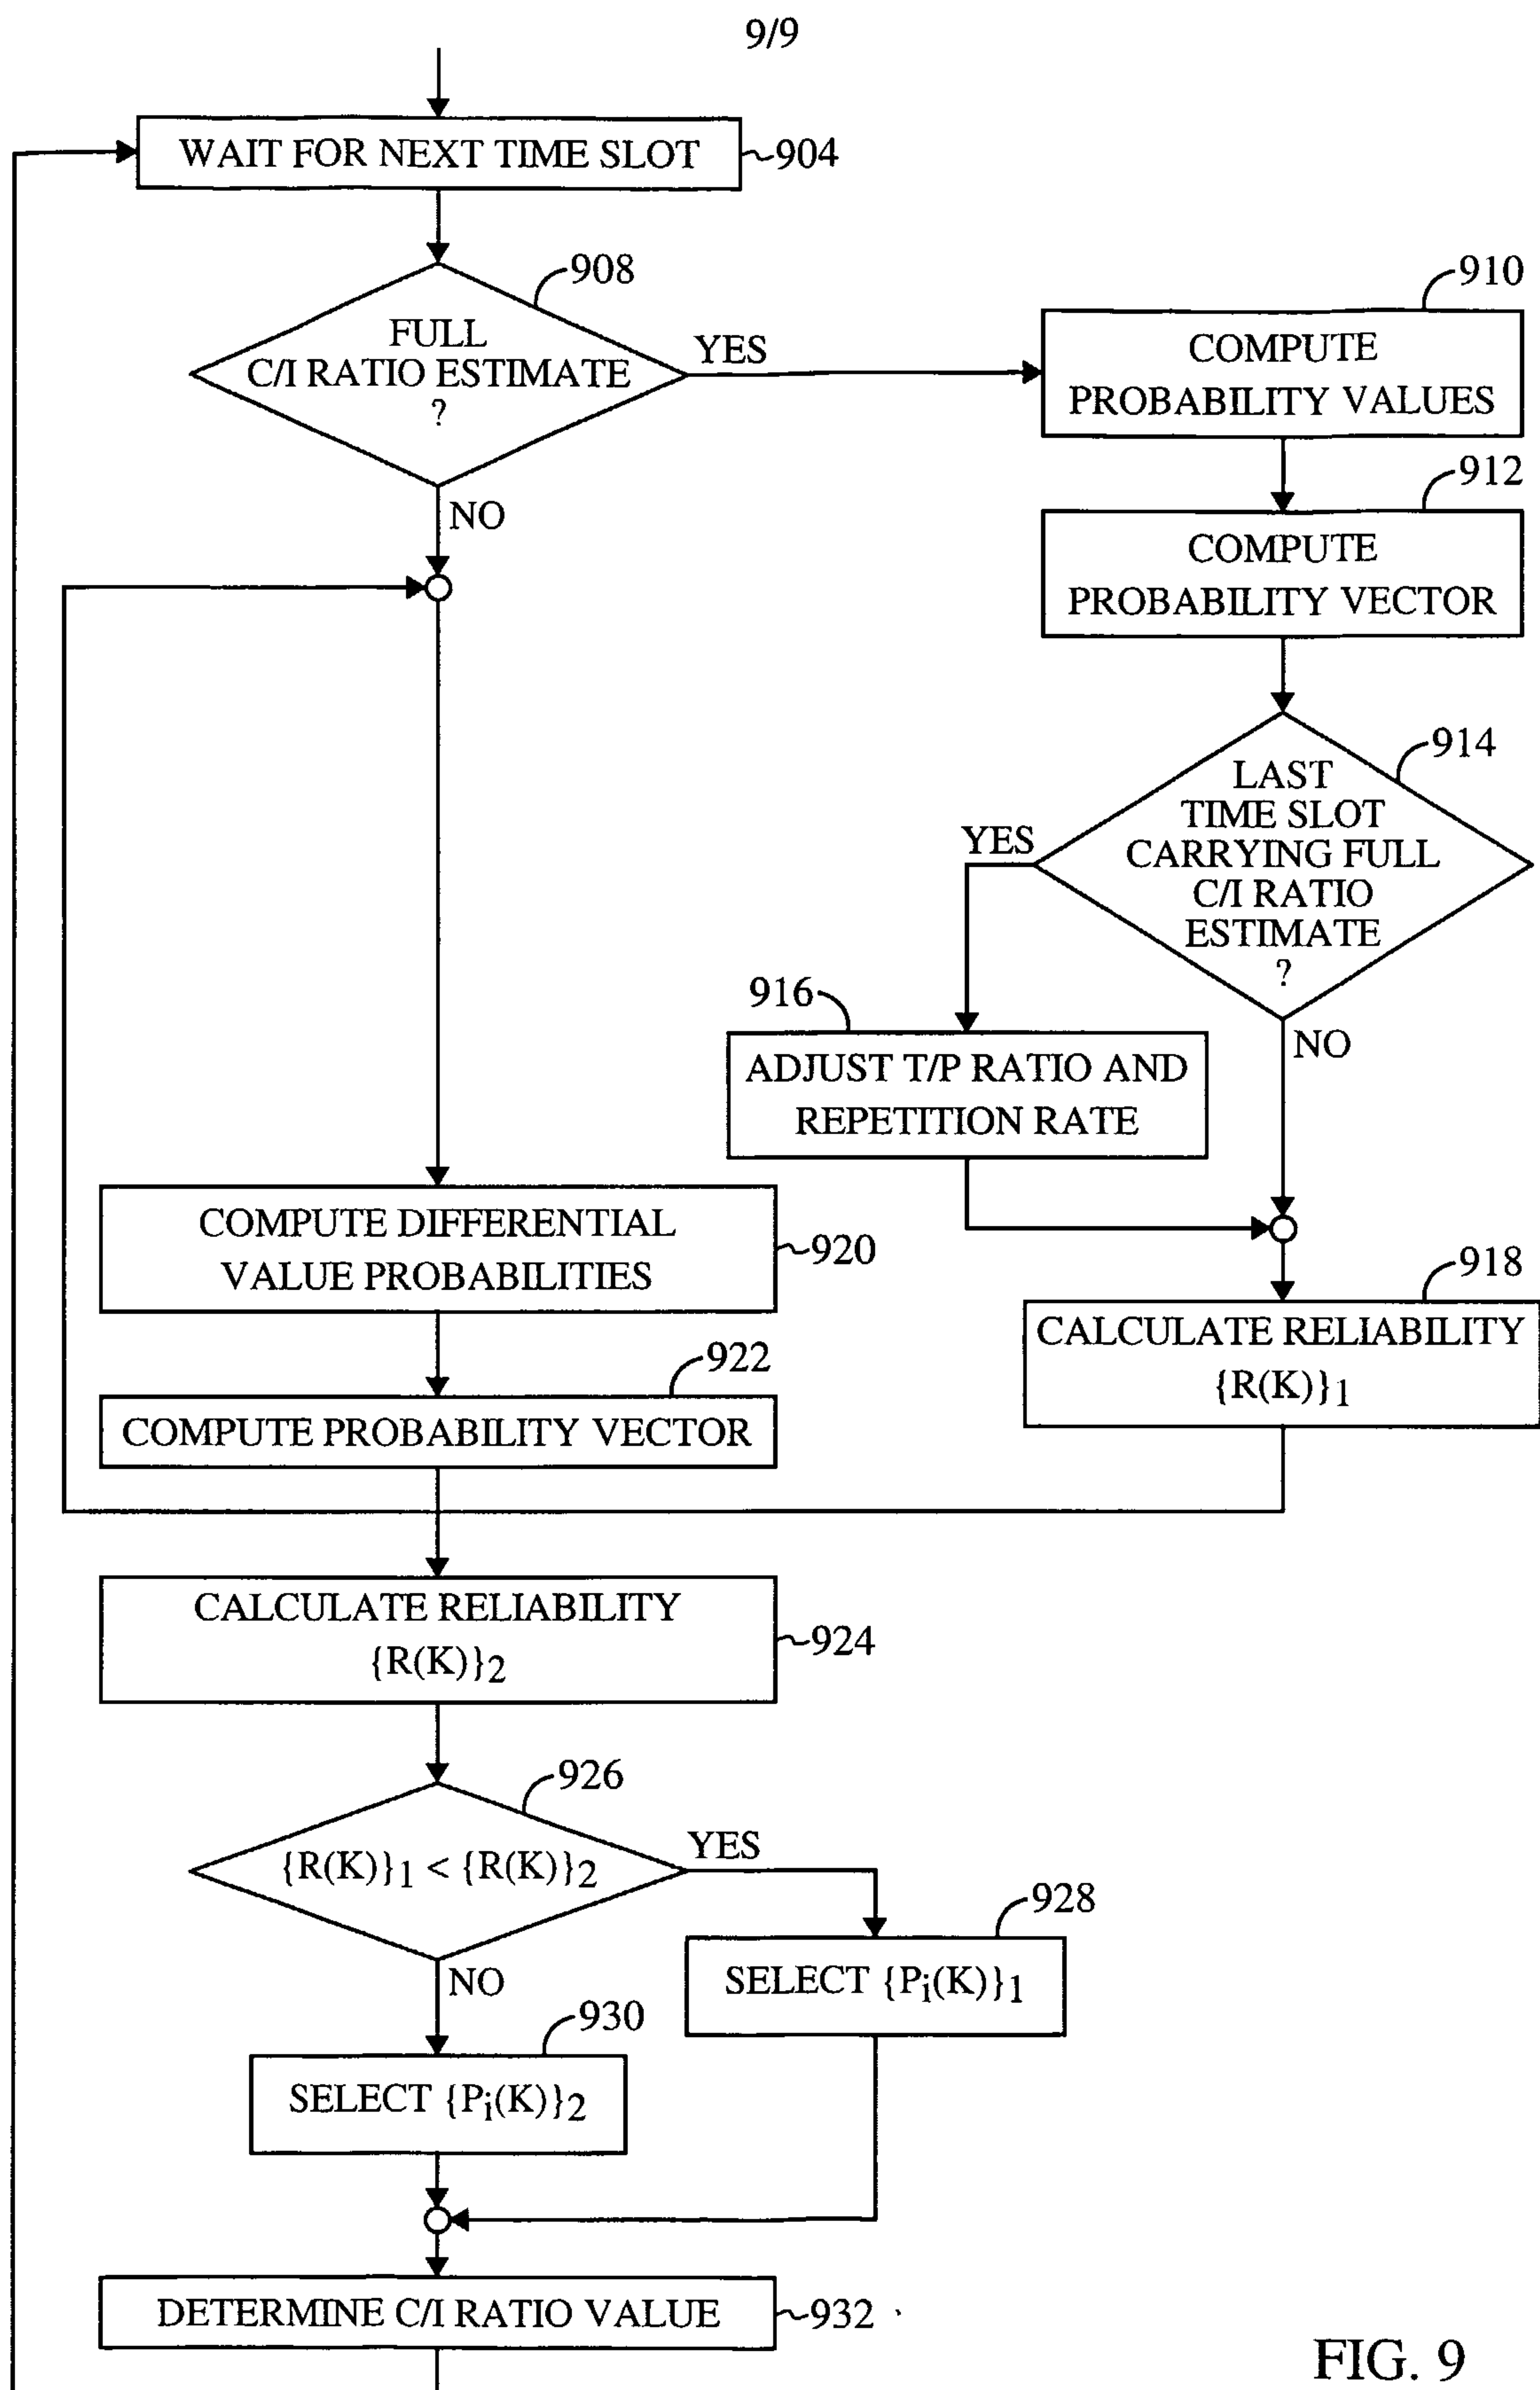 9/9
WAIT FOR NEXT TIME SLOT
904
908
FULL
C/I RATIO ESTIMATE
?
YES
NO
910
COMPUTE
PROBABILITY VALUES
912
COMPUTE
PROBABILITY VECTOR
914
LAST
TIME SLOT
CARRYING FULL
C/I RATIO
ESTIMATE
?
YES
NO
916
ADJUST T/P RATIO AND
REPETITION RATE
918
CALCULATE RELIABILITY
{R(K)}1
COMPUTE DIFFERENTIAL
VALUE PROBABILITIES
920
922
COMPUTE PROBABILITY VECTOR
CALCULATE RELIABILITY
{R(K)}2
924
926
{R(K)}1 < {R(K)}2
YES
NO
928
SELECT {Pi(K)}1
930
SELECT {Pi(K)}2
DETERMINE C/I RATIO VALUE
932
FIG. 9